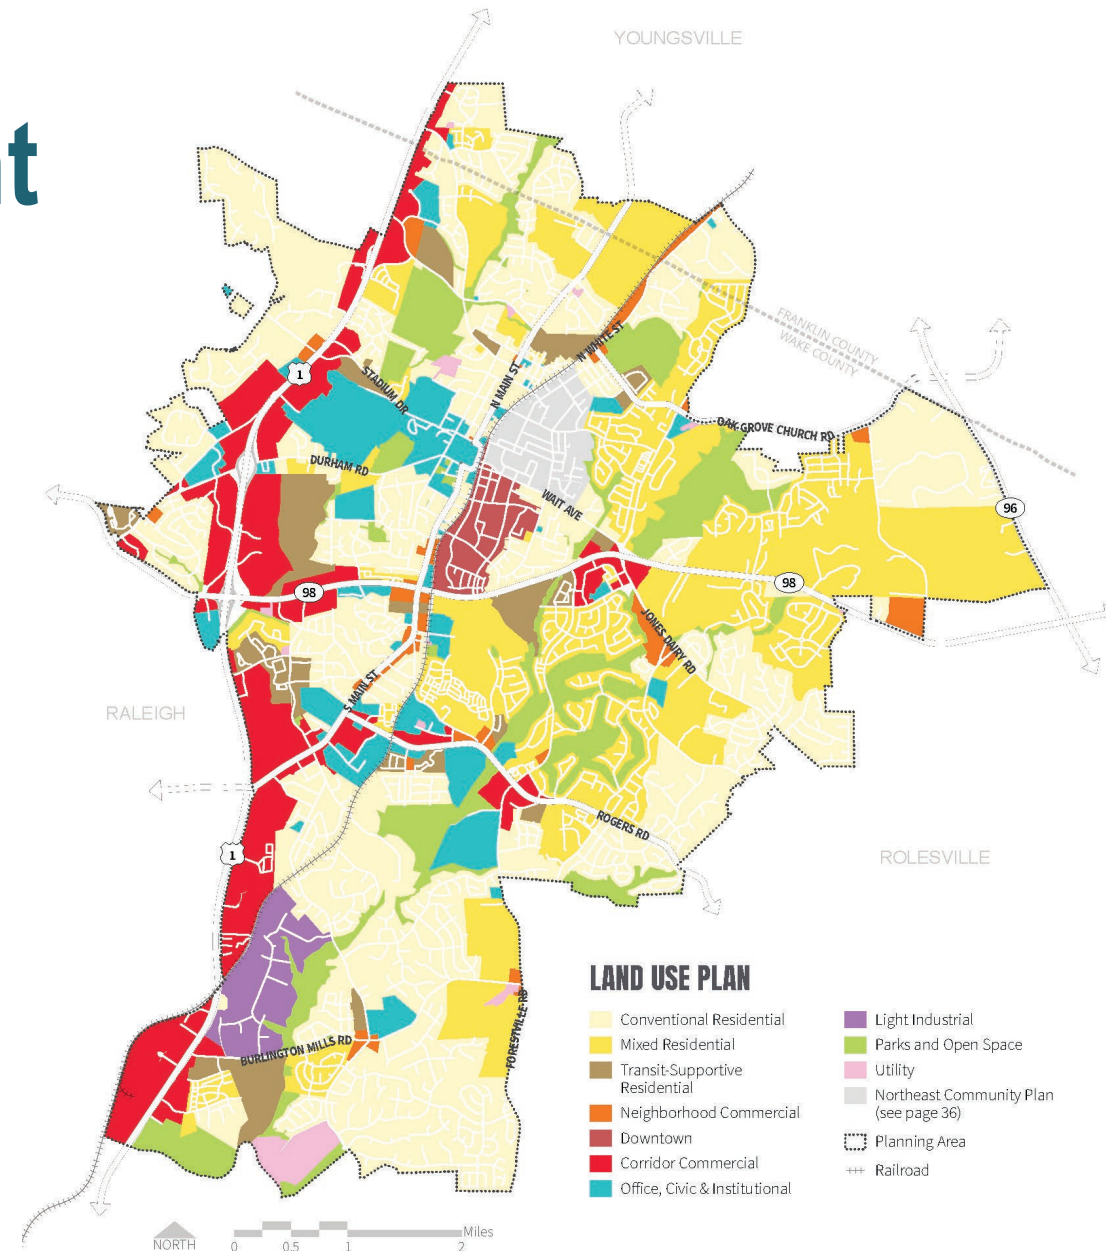 nt
YOUNGSVILLE
FRANKLIN COUNTY
WAKE COUNTY
1
STADIUM DR
N MAIN ST
N WHITE ST
OAK GROVE CHURCH RD
DURHAM RD
WAIT AVE
96
98
98
JONES DAIRY RD
S MAIN ST
RALEIGH
ROGERS RD
1
ROLESVILLE
FORESTVILLE RD
BURLINGTON MILLS RD
LAND USE PLAN
Conventional Residential
Mixed Residential
Transit-Supportive
Residential
Neighborhood Commercial
Downtown
Corridor Commercial
Office, Civic & Institutional
Light Industrial
Parks and Open Space
Utility
Northeast Community Plan
(see page 36)
Planning Area
Railroad
NORTH
0 0.5 1 2
Miles